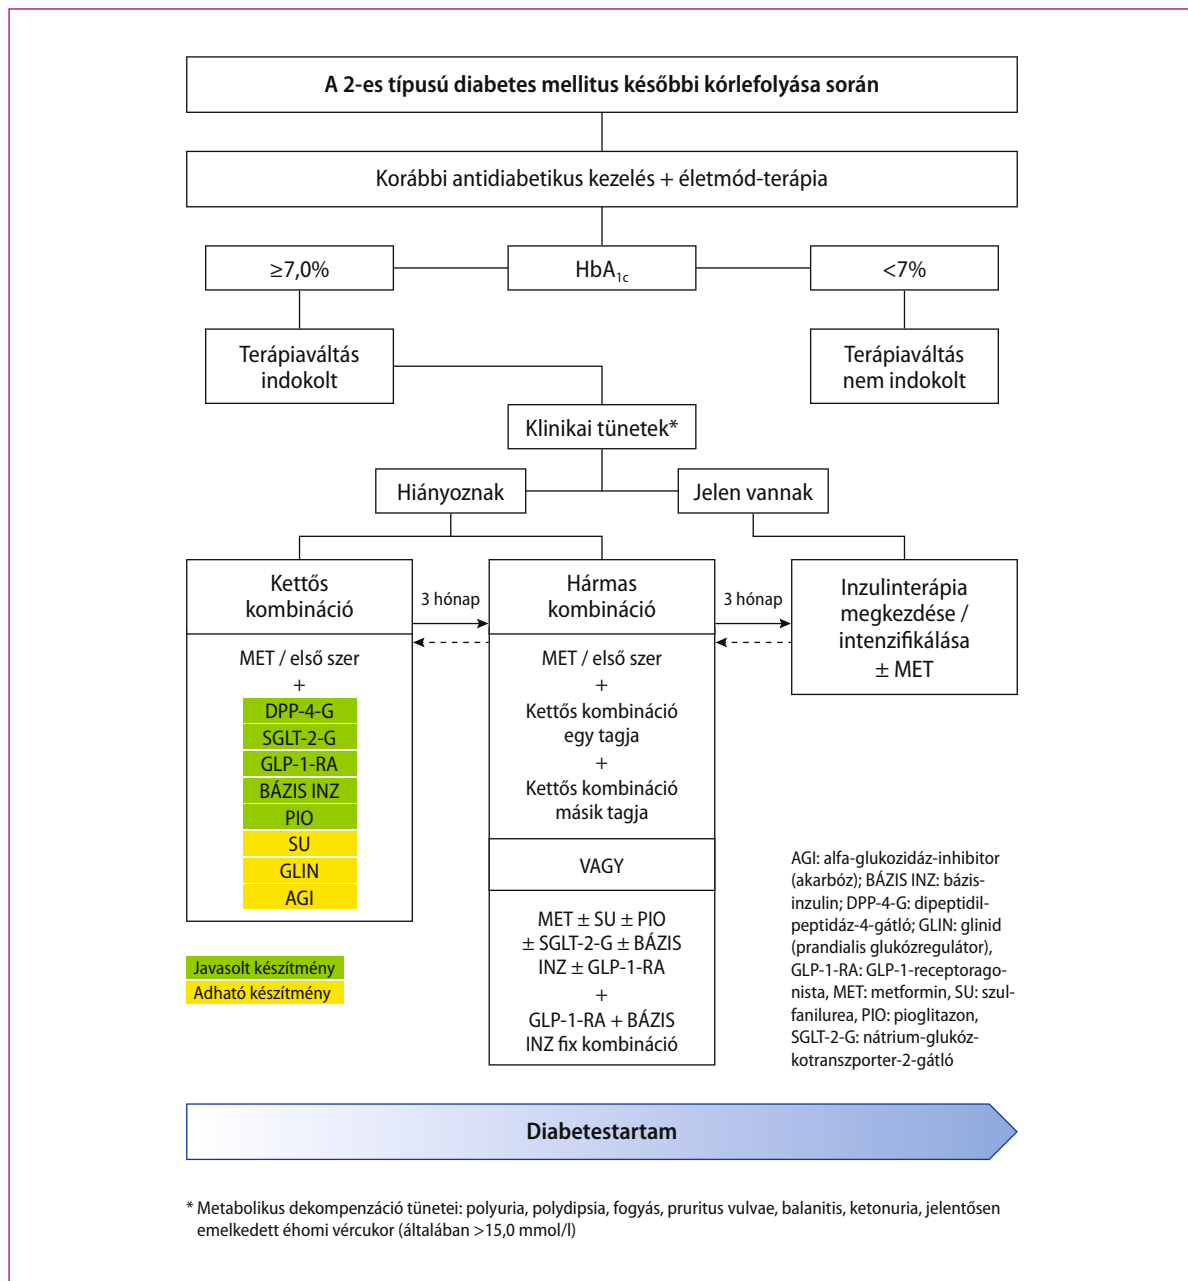 A 2-es típusú diabetes mellitus későbbi kórlefolyása során
Korábbi antidiabetikus kezelés + életmód-terápia
≥7,0%
HbA1c
<7%
Terápiaváltás
indokolt
Terápiaváltás
nem indokolt
Klinikai tünetek*
Hiányoznak
Jelen vannak
Kettős
kombináció
3 hónap
Hármas
kombináció
3 hónap
Inzulinterápia
megkezdése /
intenzifikálása
± MET
MET / első szer
+
DPP-4-G
SGLT-2-G
GLP-1-RA
BÁZIS INZ
PIO
SU
GLIN
AGI
MET / első szer
+
Kettős kombináció
egy tagja
+
Kettős kombináció
másik tagja
VAGY
MET ± SU ± PIO
± SGLT-2-G ± BÁZIS
INZ ± GLP-1-RA
+
GLP-1-RA + BÁZIS
INZ fix kombináció
Javasolt készítmény
Adható készítmény
AGI: alfa-glukozidáz-inhibitor
(akarbóz); BÁZIS INZ: bázis-
inzulin; DPP-4-G: dipeptidil-
peptidáz-4-gátló; GLIN: glinid
(prandialis glukózregulátor),
GLP-1-RA: GLP-1-receptorago-
nista, MET: metformin, SU: szul-
fanilurea, PIO: pioglitazon,
SGLT-2-G: nátrium-glukóz-
kotranszporter-2-gátló
Diabetestartam
* Metabolikus dekompenzáció tünetei: polyuria, polydipsia, fogyás, pruritus vulvae, balanitis, ketonuria, jelentősen
emelkedett éhomi vércukor (általában >15,0 mmol/l)